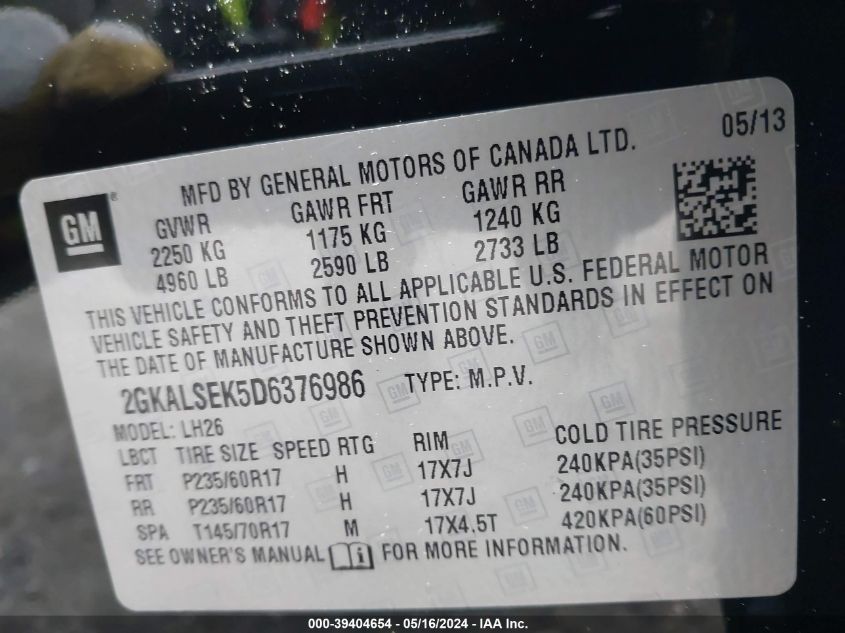 05/13
MFD BY GENERAL MOTORS OF CANADA LTD.
GM®
GVWR GAWR FRT GAWR RR
2250 KG 1175 KG 1240 KG
4960 LB 2590 LB 2733 LB
THIS VEHICLE CONFORMS TO ALL APPLICABLE U.S. FEDERAL MOTOR
VEHICLE SAFETY AND THEFT PREVENTION STANDARDS IN EFFECT ON
THE DATE OF MANUFACTURE SHOWN ABOVE.
2GKALSEK5D6376986 TYPE: M.P.V.
MODEL: LH26
LBCT TIRE SIZE SPEED RTG RIM COLD TIRE PRESSURE
FRT P235/60R17 H 17X7J 240KPA(35PSI)
RR P235/60R17 H 17X7J 240KPA(35PSI)
SPA T145/70R17 M 17X4.5T 420KPA(60PSI)
SEE OWNER'S MANUAL FOR MORE INFORMATION.
000-39404654 - 05/16/2024 - IAA Inc.